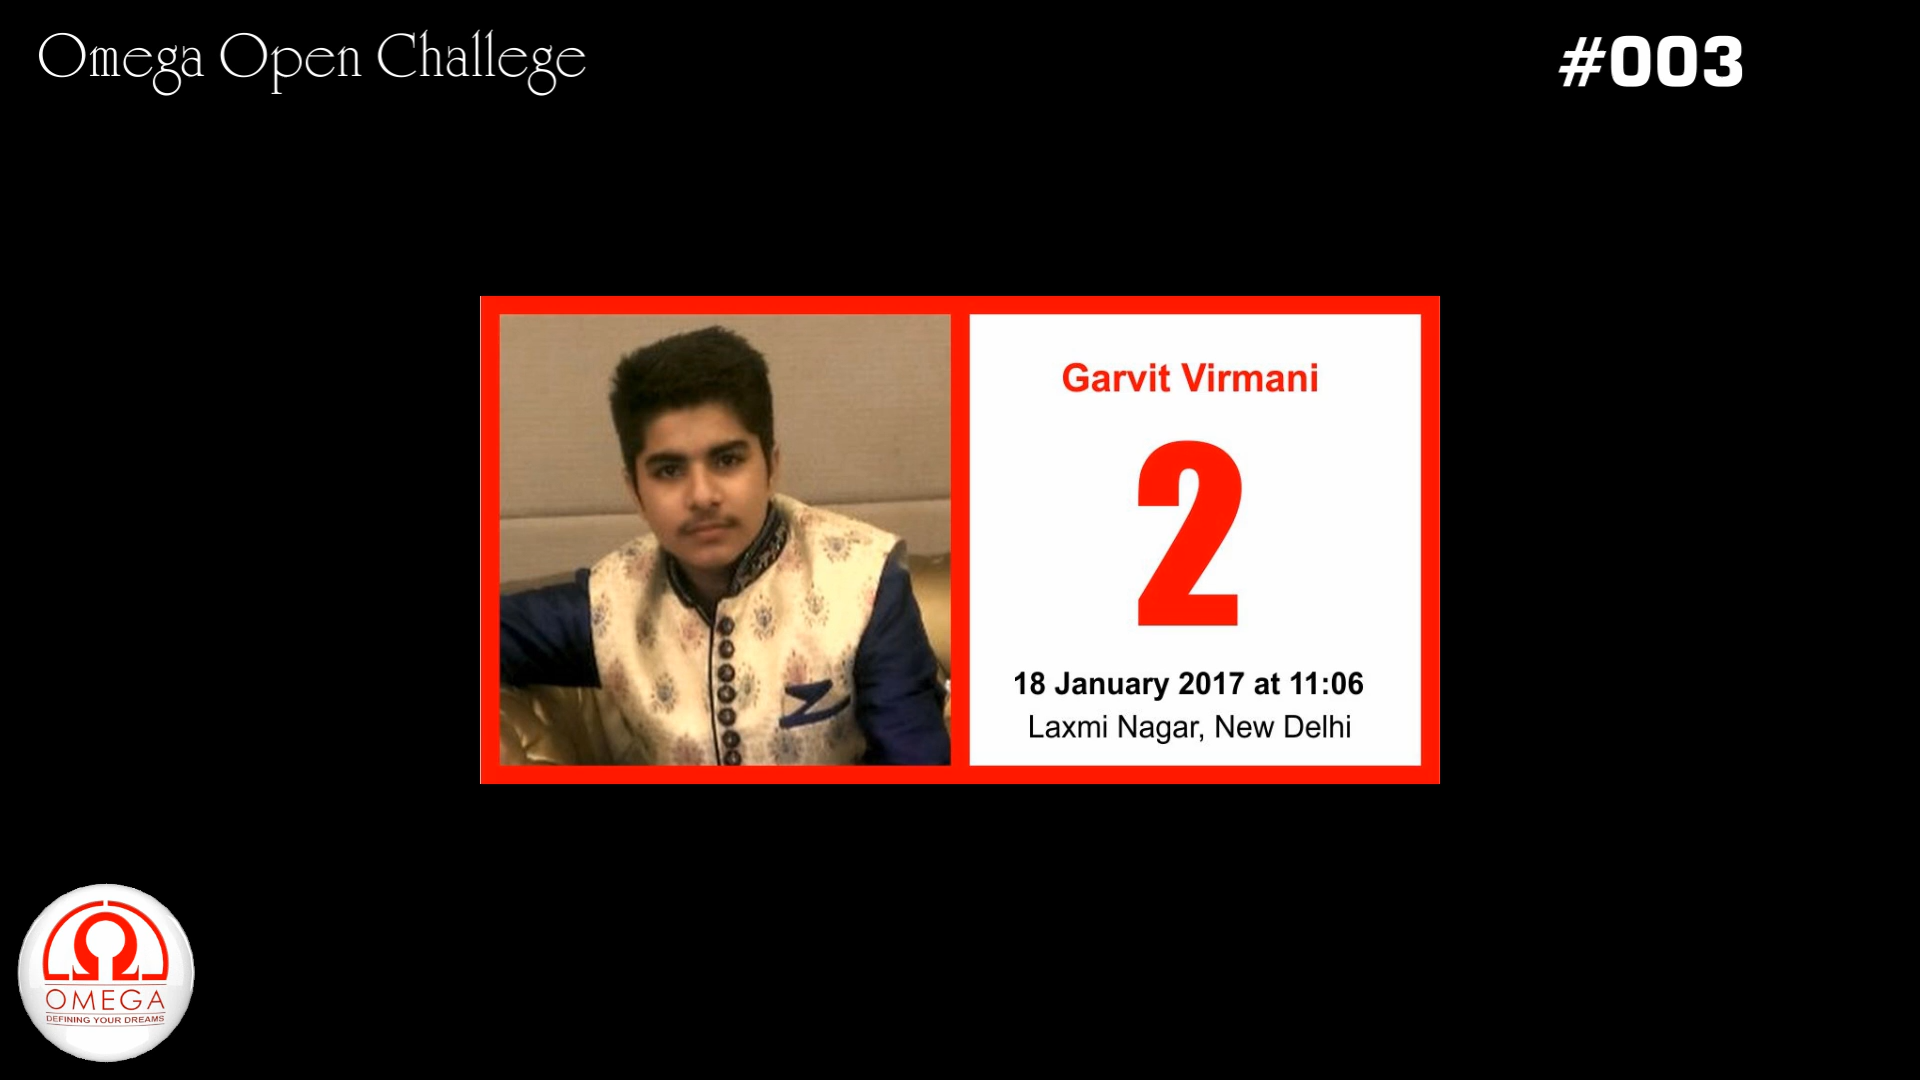 Omega Open Challege
#003
Garvit Virmani
2
18 January 2017 at 11:06
Laxmi Nagar, New Delhi
OMEGA
DEFINING YOUR DREAMS